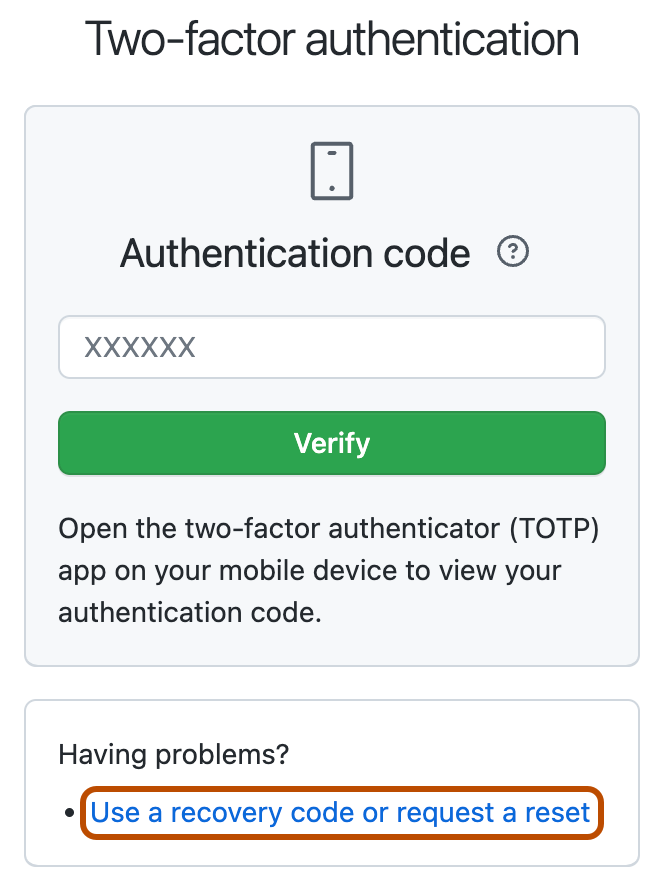 Two-factor authentication
Authentication code ?
XXXXXX
Verify
Open the two-factor authenticator (TOTP)
app on your mobile device to view your
authentication code.
Having problems?
• Use a recovery code or request a reset